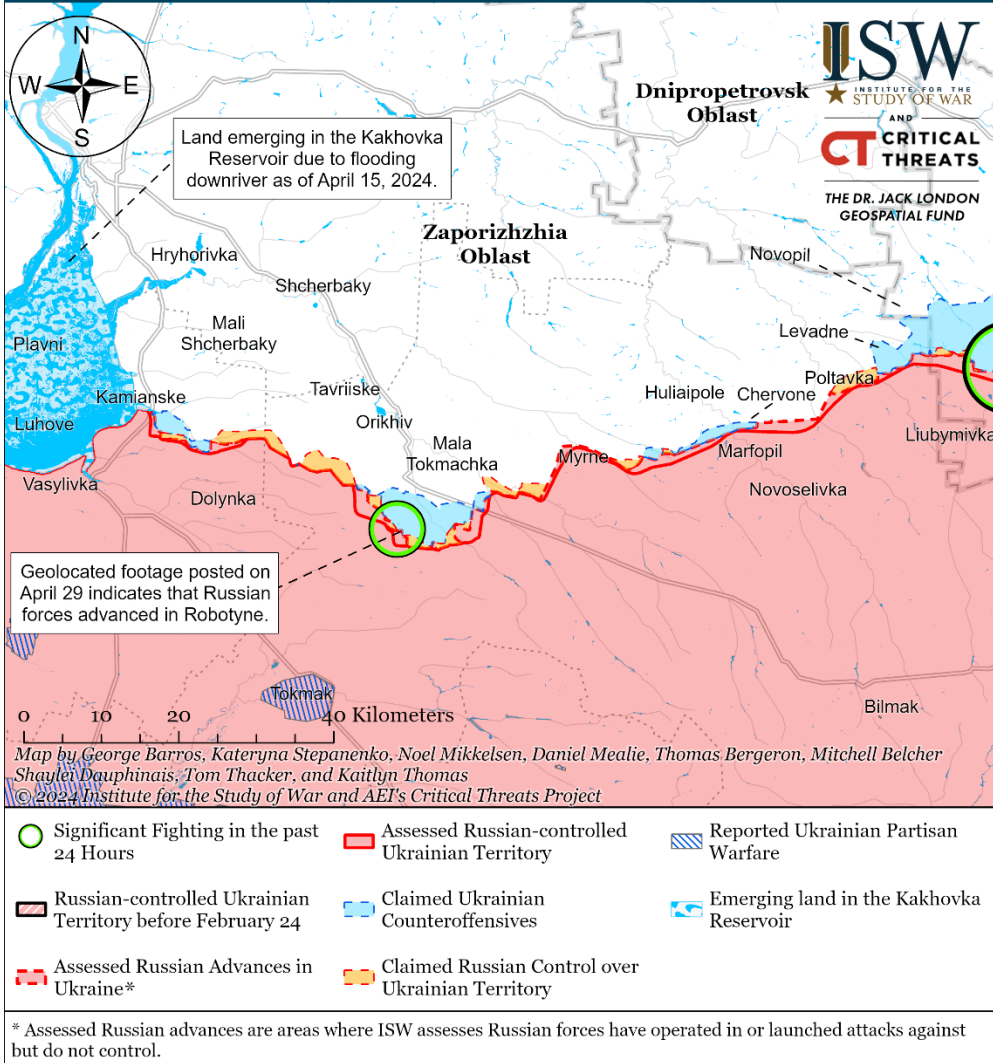 N
W E
S
ISW
INSTITUTE FOR THE
STUDY OF WAR
AND
CT CRITICAL
THREATS
THE DR. JACK LONDON
GEOSPATIAL FUND
Dnipropetrovsk
Oblast
Land emerging in the Kakhovka
Reservoir due to flooding
downriver as of April 15, 2024.
Zaporizhzhia
Oblast
Hryhorivka
Novopil
Shcherbaky
Mali
Shcherbaky
Levadne
Plavni
Poltavka
Tavriiske
Huliaipole
Chervone
Kamianske
Orikhiv
Luhove
Liubymivka
Mala
Tokmachka
Myrne
Marfopil
Vasylivka
Dolynka
Novoselivka
Geolocated footage posted on
April 29 indicates that Russian
forces advanced in Robotyne.
Tokmak
Bilmak
0 10 20 40 Kilometers
Map by George Barros, Kateryna Stepanenko, Noel Mikkelsen, Daniel Mealie, Thomas Bergeron, Mitchell Belcher
Shaylei Dauphinais, Tom Thacker, and Kaitlyn Thomas
© 2024 Institute for the Study of War and AEI's Critical Threats Project
Significant Fighting in the past
24 Hours
Russian-controlled Ukrainian
Territory before February 24
Assessed Russian Advances in
Ukraine*
Assessed Russian-controlled
Ukrainian Territory
Claimed Ukrainian
Counteroffensives
Claimed Russian Control over
Ukrainian Territory
Reported Ukrainian Partisan
Warfare
Emerging land in the Kakhovka
Reservoir
* Assessed Russian advances are areas where ISW assesses Russian forces have operated in or launched attacks against
but do not control.